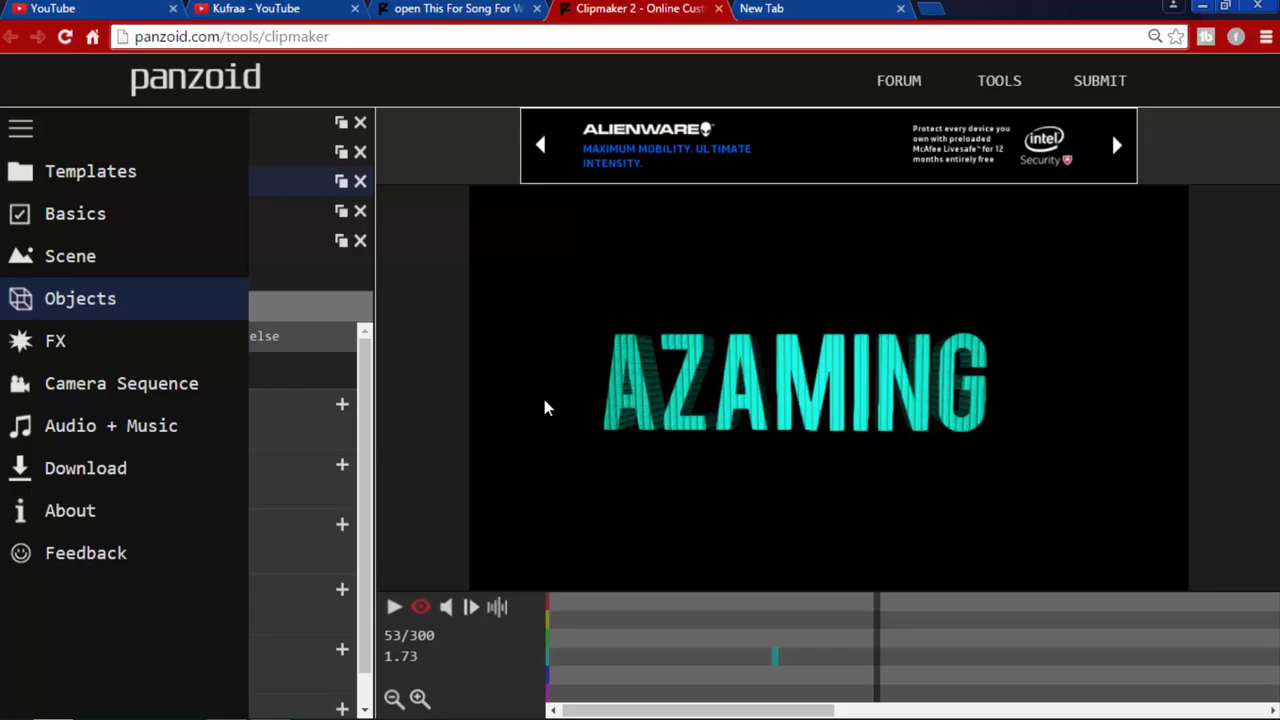 YouTube
Kufraa - YouTube
open This For Song For W
Clipmaker 2 - Online Cust
New Tab
panzoid.com/tools/clipmaker
tb
f
panzoid
FORUM
TOOLS
SUBMIT
ALIENWARE
MAXIMUM MOBILITY. ULTIMATE
INTENSITY.
Protect every device you
own with preloaded
McAfee Livesafe™ for 12
months entirely free
intel
Security
Templates
Basics
Scene
Objects
else
FX
Camera Sequence
Audio + Music
Download
About
Feedback
AZAMING
53/300
1.73